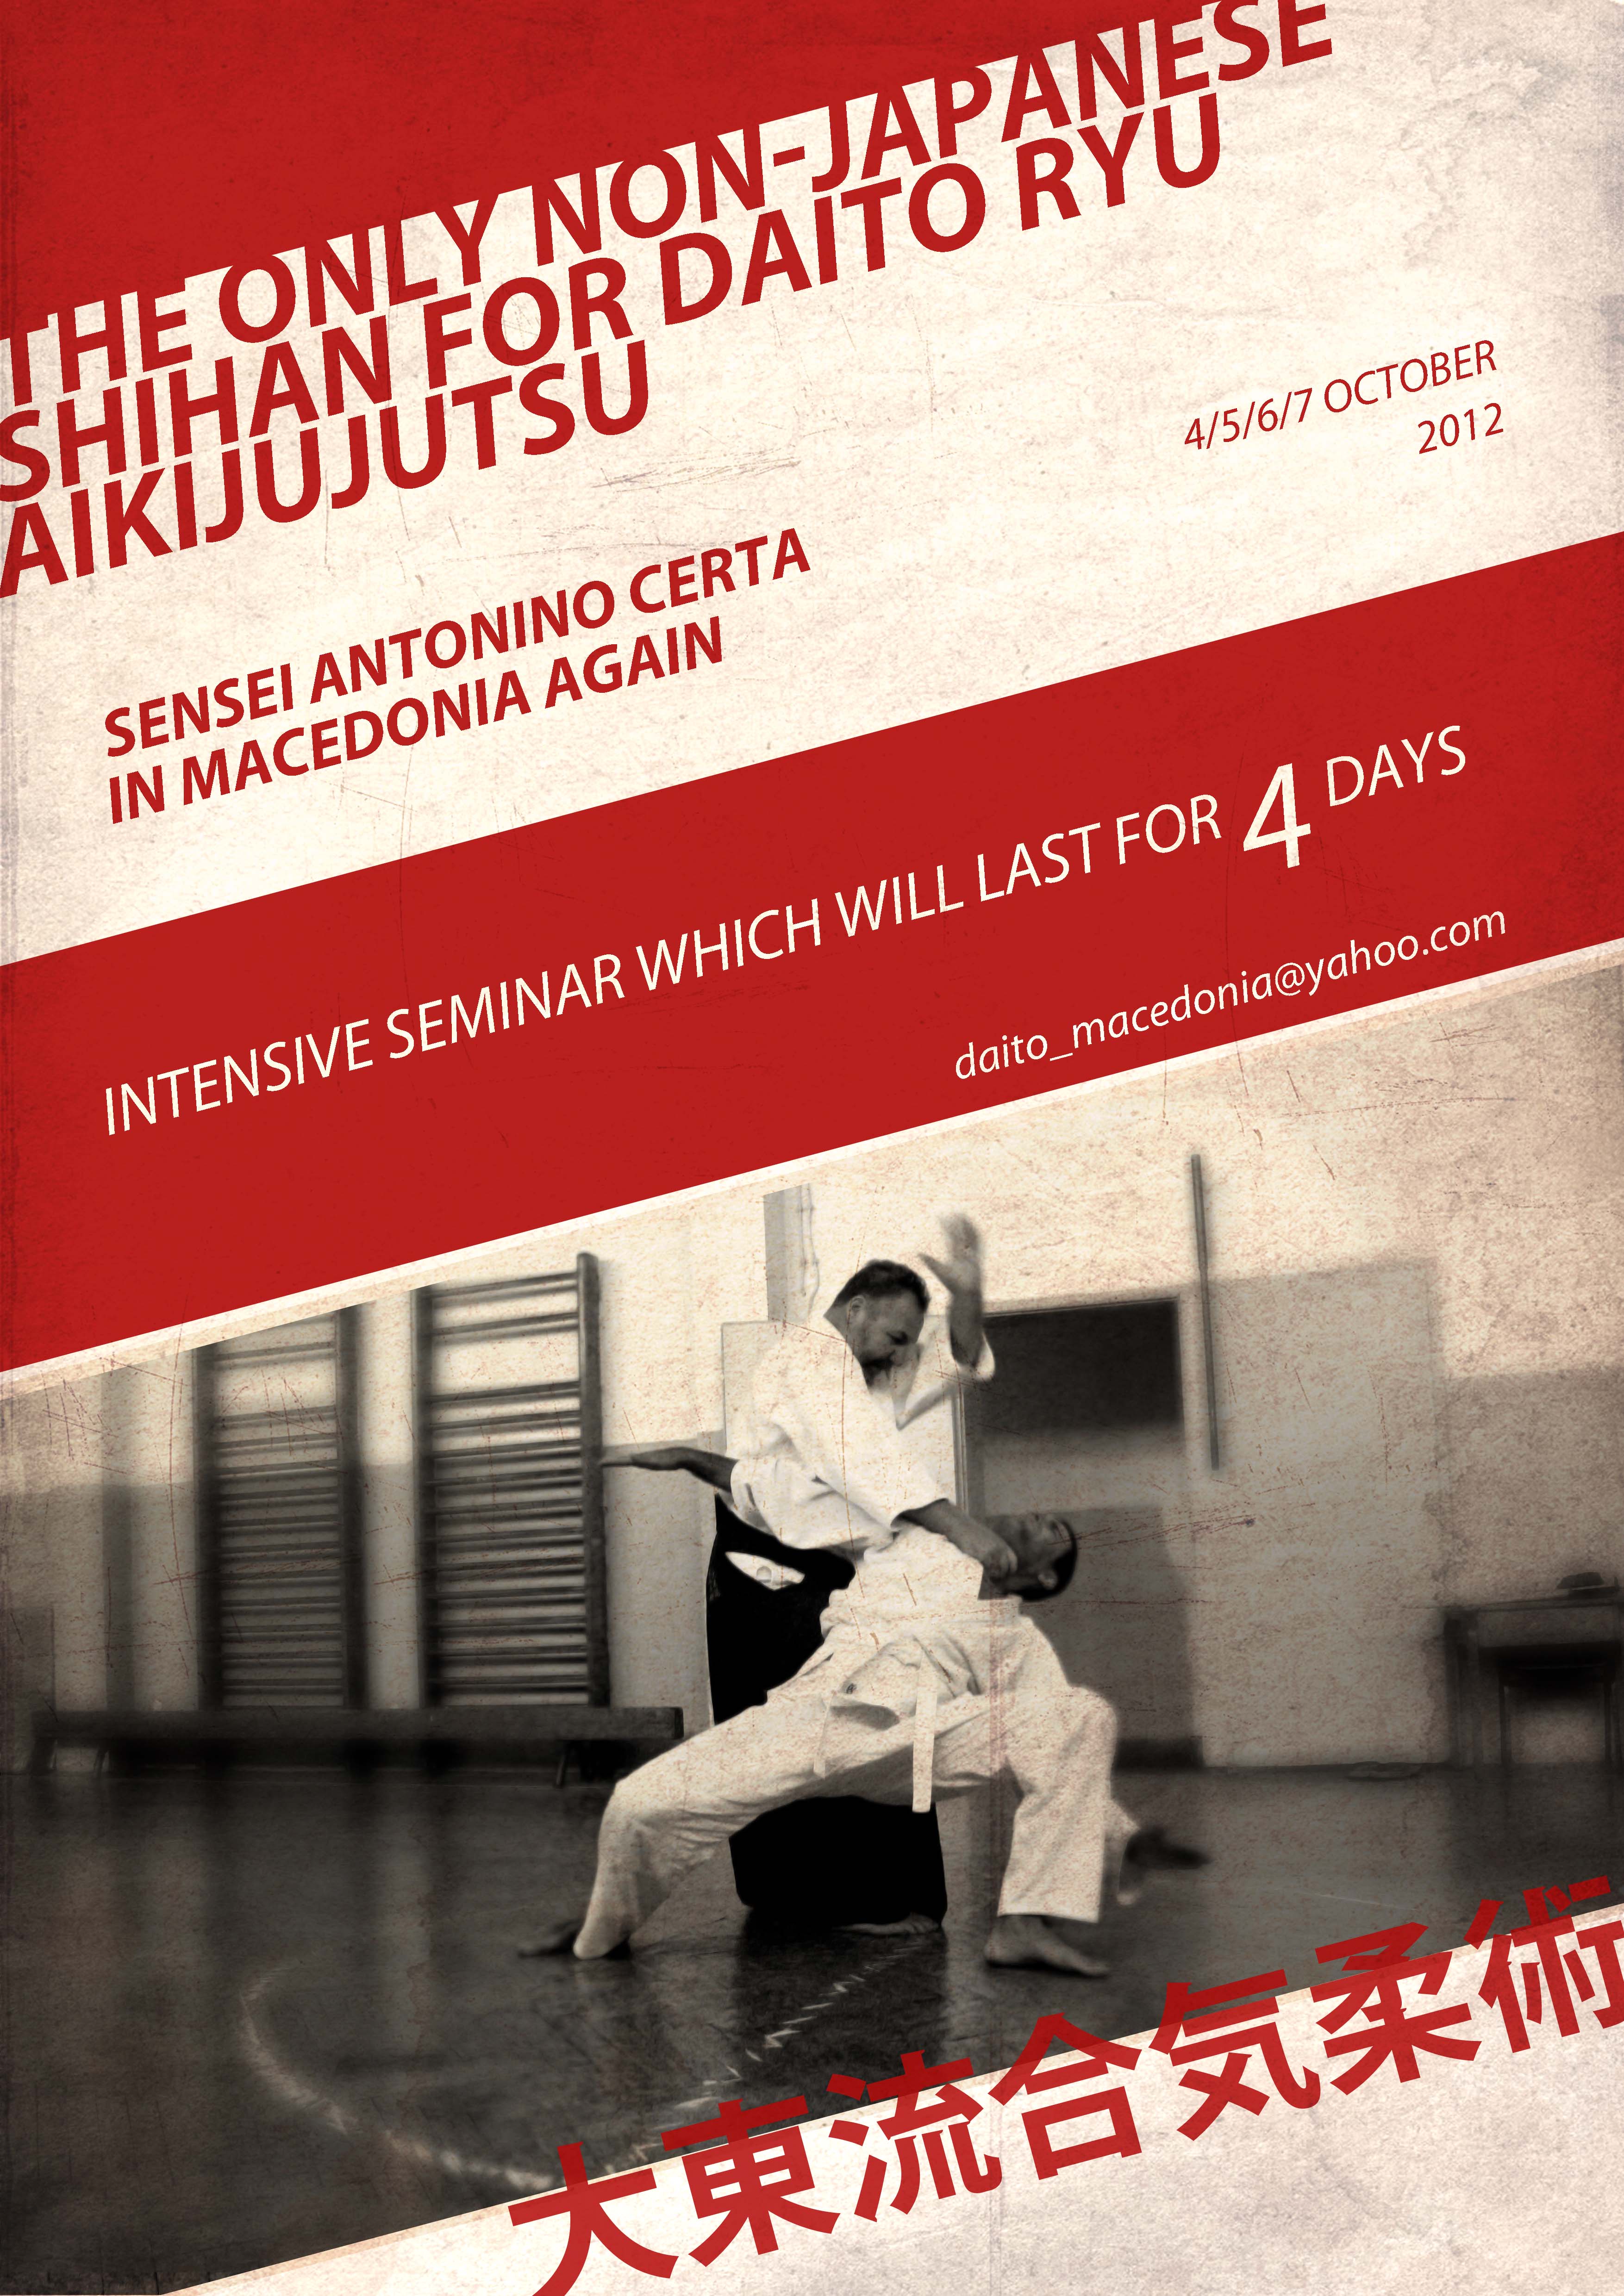 THE ONLY NON-JAPANESE
SHIHAN FOR DAITO RYU
AIKIJUJUTSU
4/5/6/7 OCTOBER
2012
SENSEI ANTONINO CERTA
IN MACEDONIA AGAIN
INTENSIVE SEMINAR WHICH WILL LAST FOR 4 DAYS
daito_macedonia@yahoo.com
大東流合気柔術